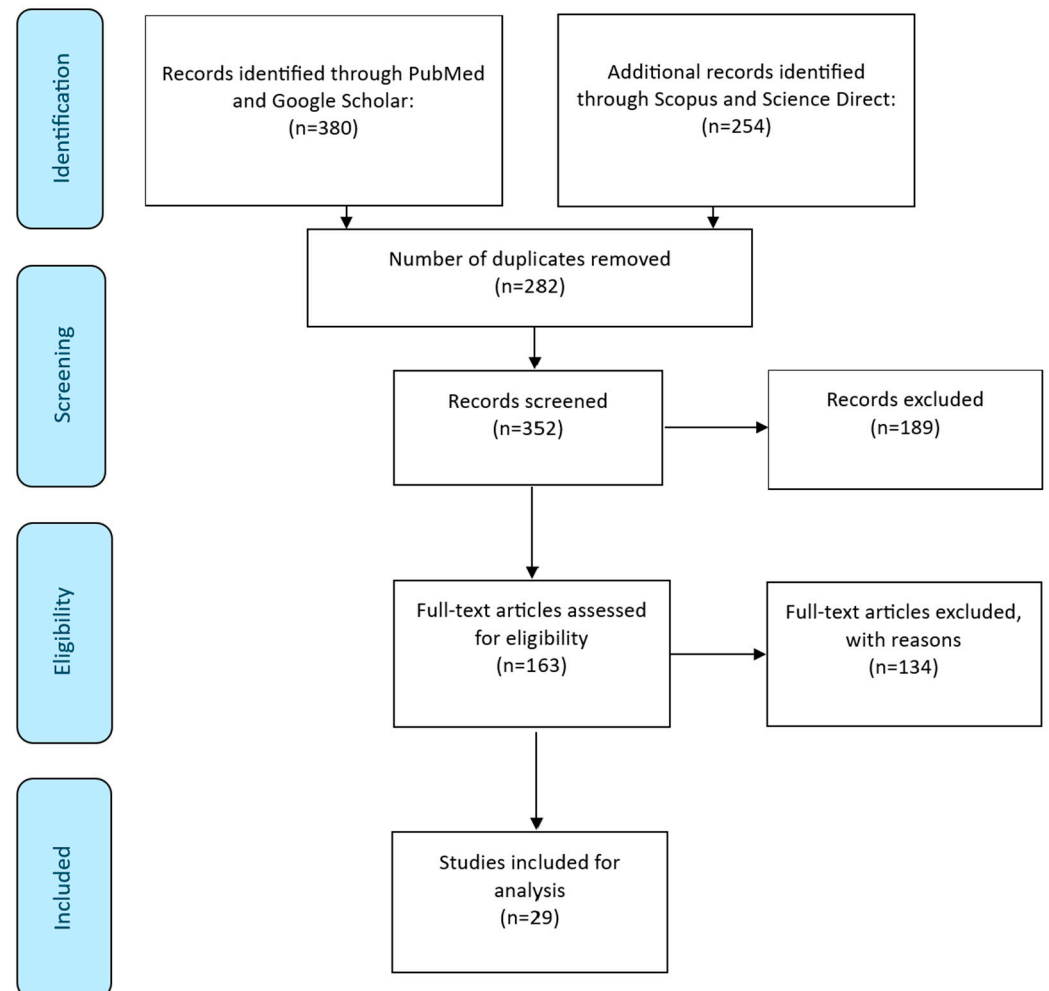 Identification
Records identified through PubMed
and Google Scholar:
(n=380)
Additional records identified
through Scopus and Science Direct:
(n=254)
Number of duplicates removed
(n=282)
Screening
Records screened
(n=352)
Records excluded
(n=189)
Eligibility
Full-text articles assessed
for eligibility
(n=163)
Full-text articles excluded,
with reasons
(n=134)
Included
Studies included for
analysis
(n=29)